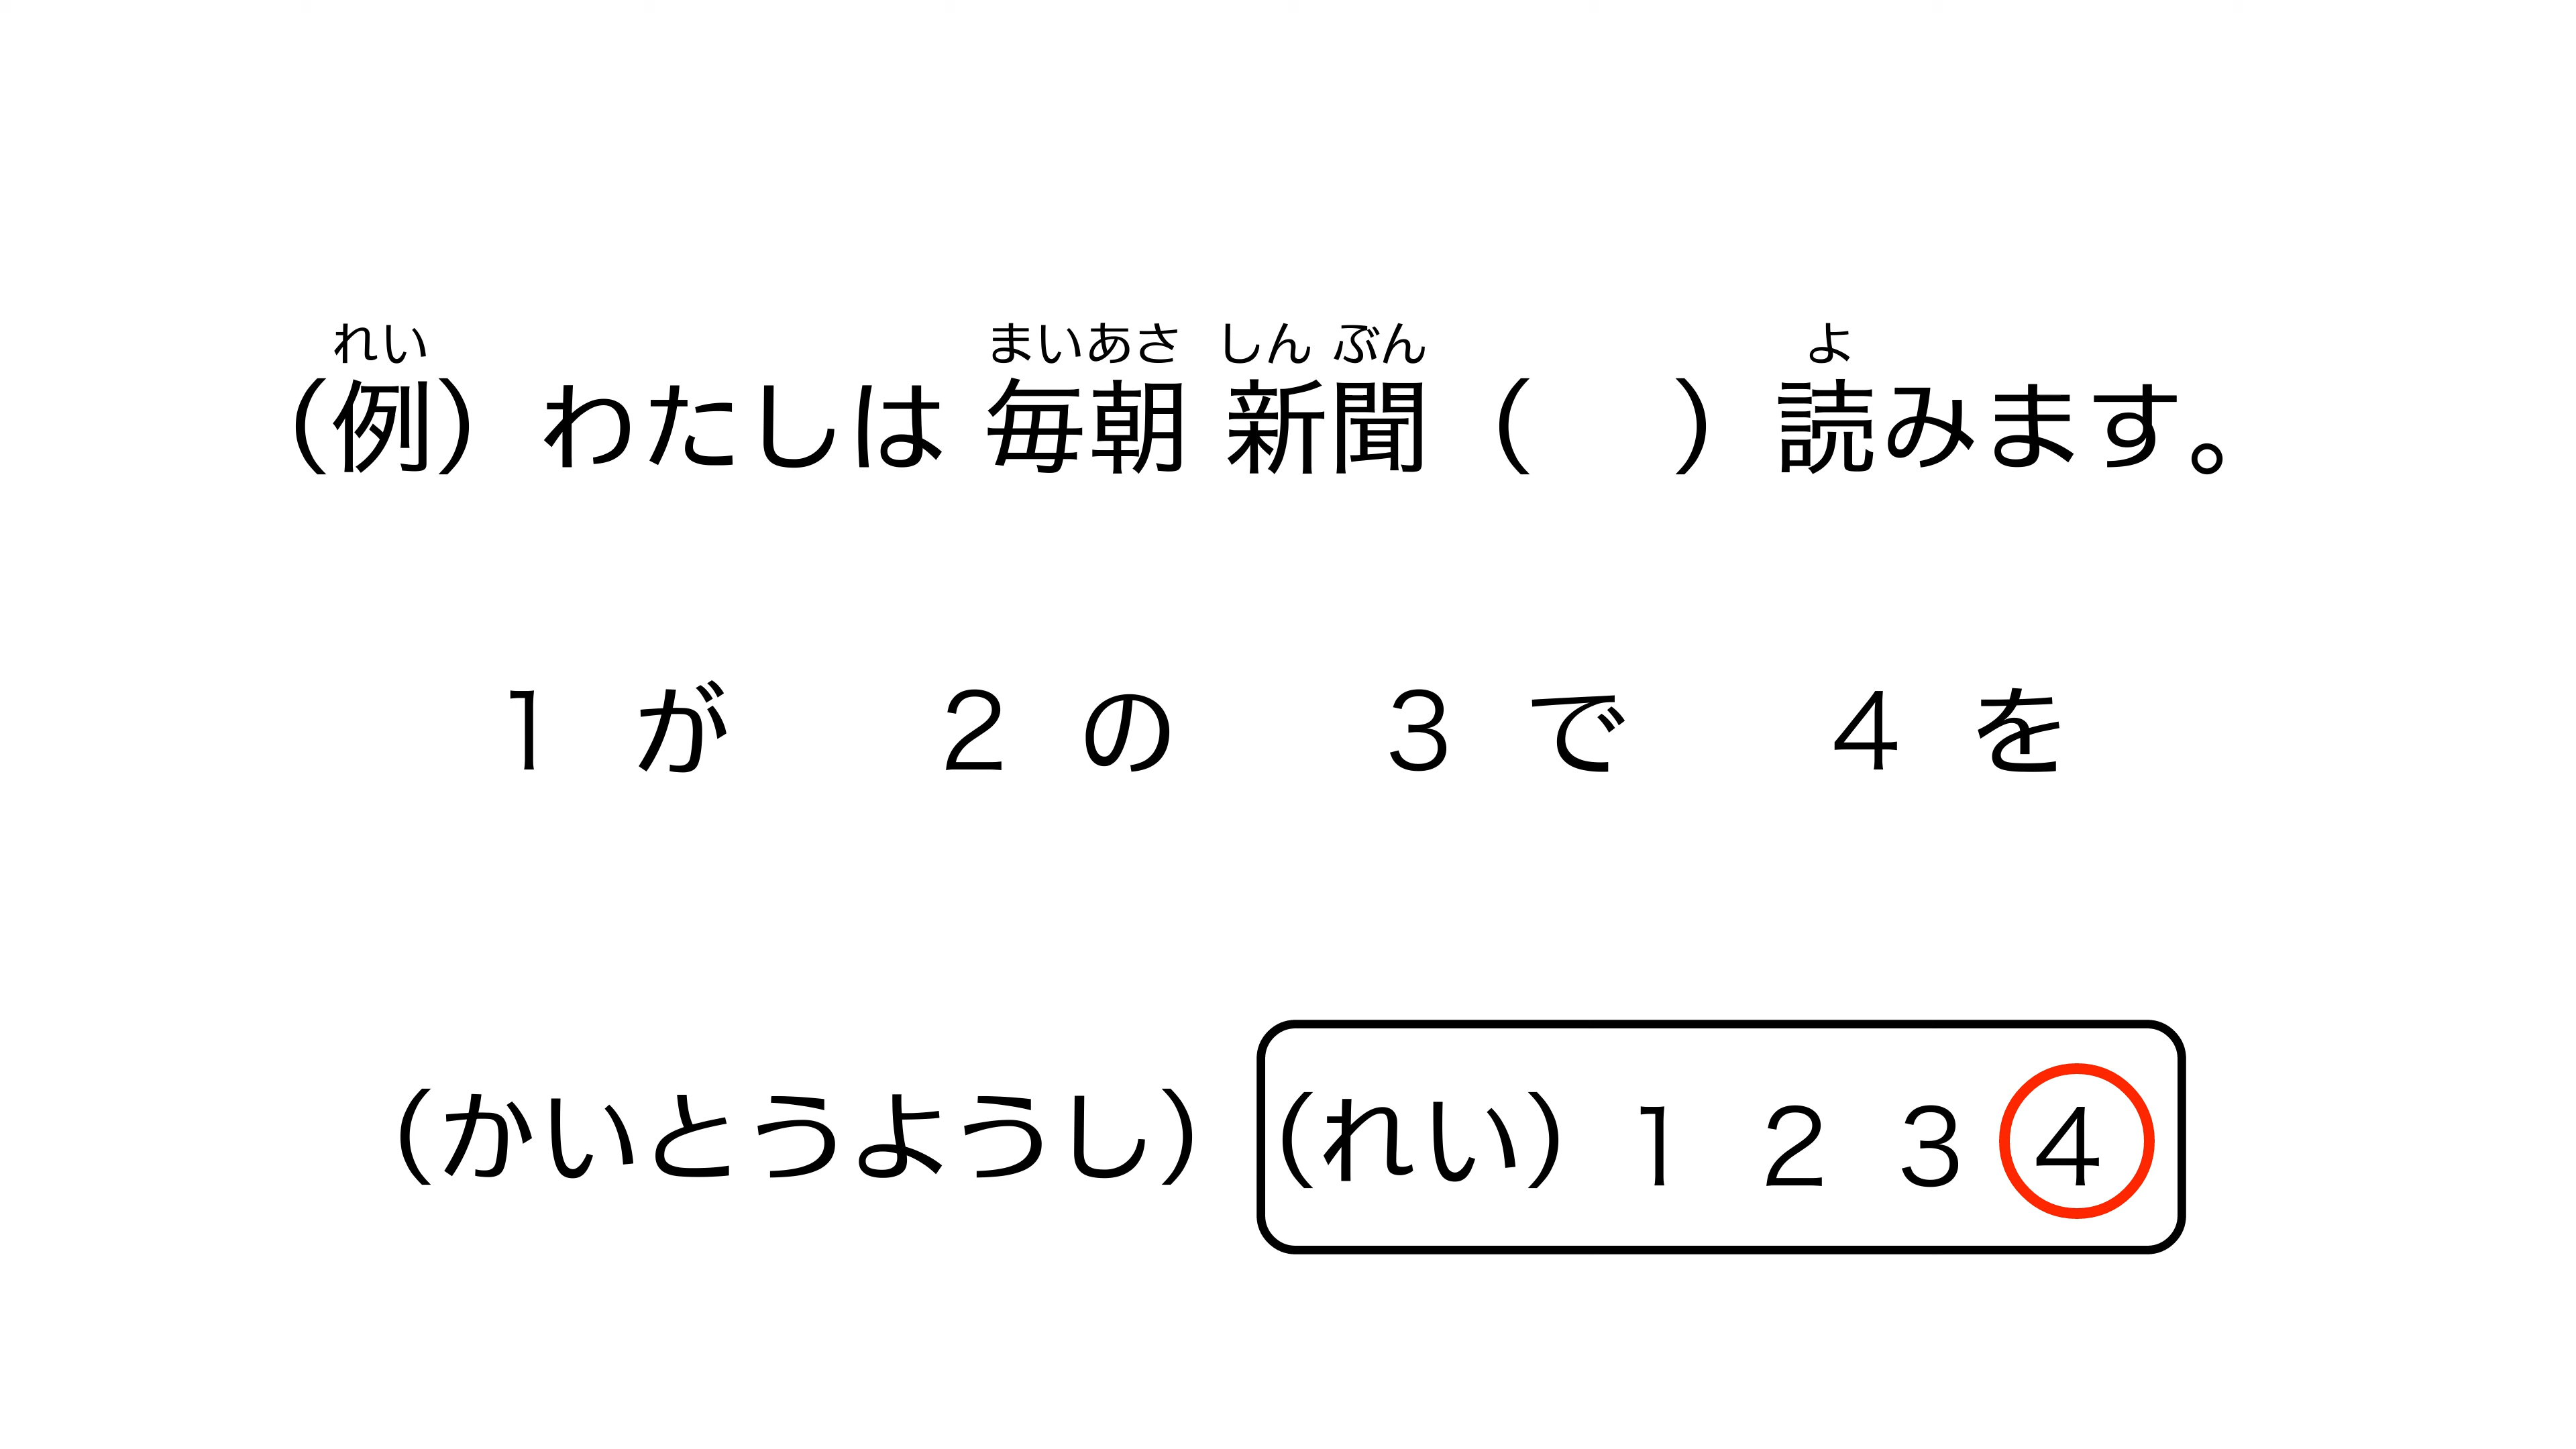 れい まいあさ しん ぶん よ
（例）わたしは 毎朝 新聞（　）読みます。
1 が 2 の 3 で 4 を
（かいとうようし）（れい）1 2 3 4